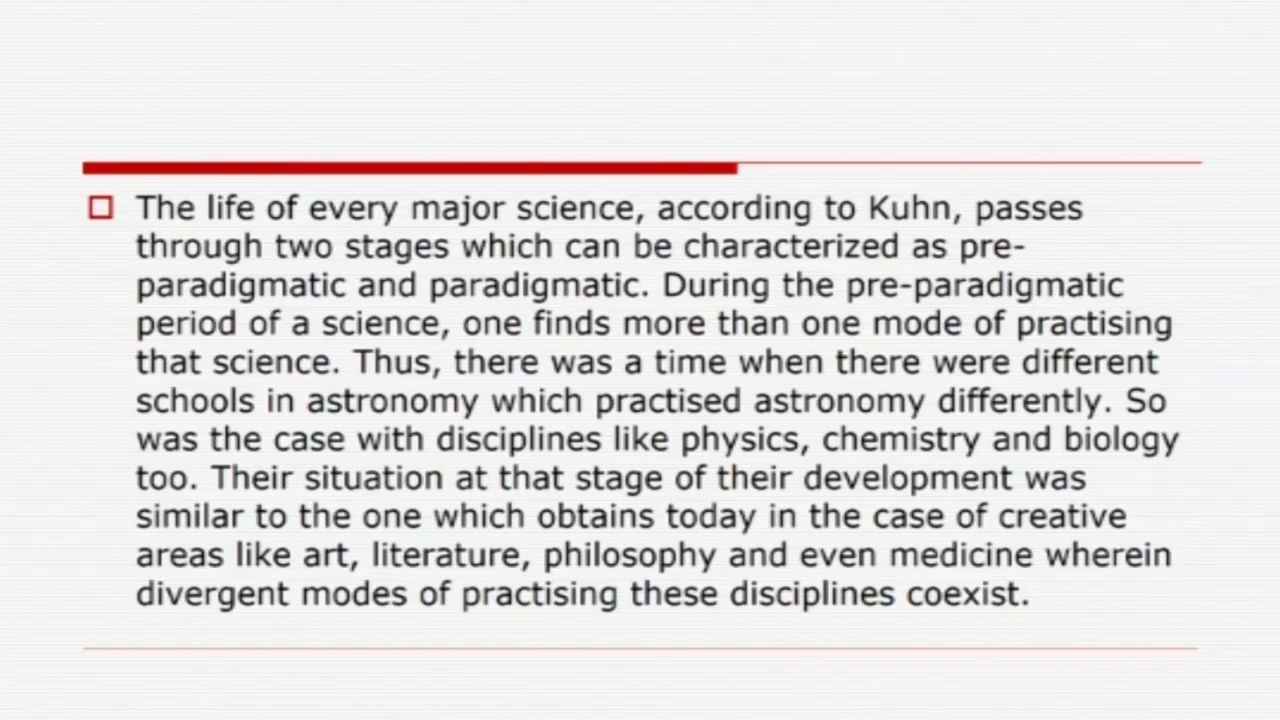 The life of every major science, according to Kuhn, passes
through two stages which can be characterized as pre-
paradigmatic and paradigmatic. During the pre-paradigmatic
period of a science, one finds more than one mode of practising
that science. Thus, there was a time when there were different
schools in astronomy which practised astronomy differently. So
was the case with disciplines like physics, chemistry and biology
too. Their situation at that stage of their development was
similar to the one which obtains today in the case of creative
areas like art, literature, philosophy and even medicine wherein
divergent modes of practising these disciplines coexist.